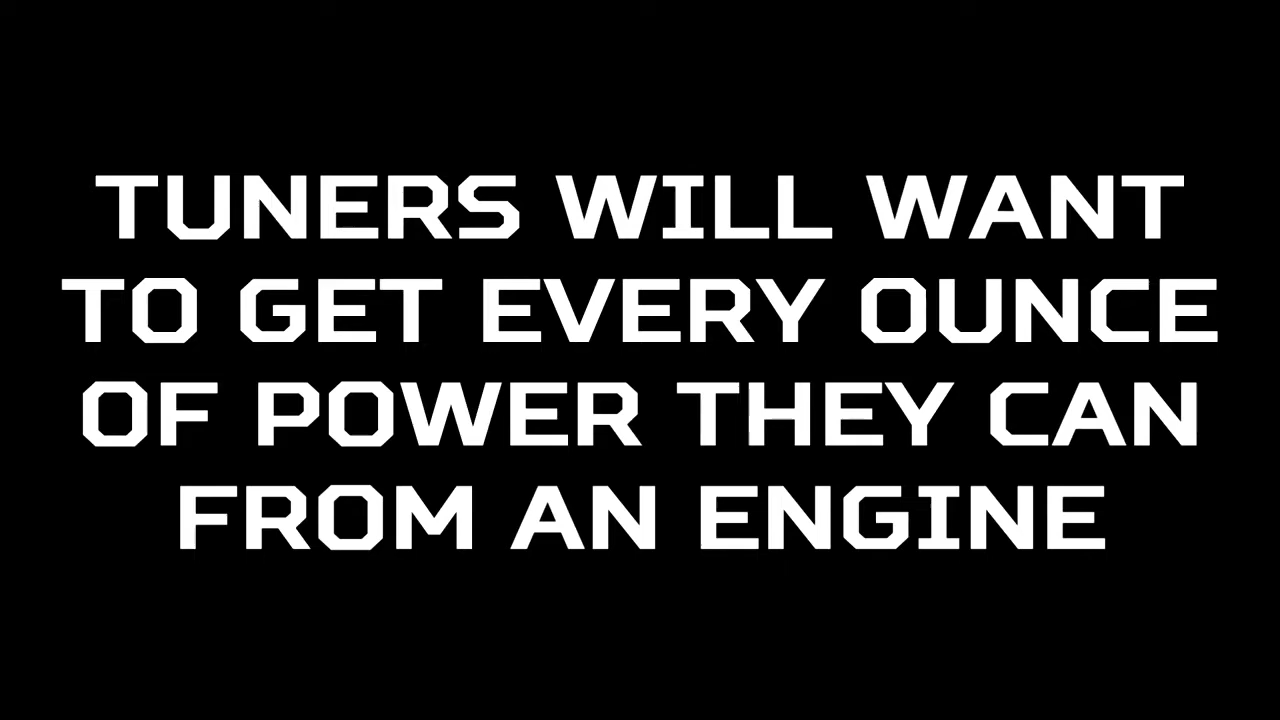 TUNERS WILL WANT
TO GET EVERY OUNCE
OF POWER THEY CAN
FROM AN ENGINE